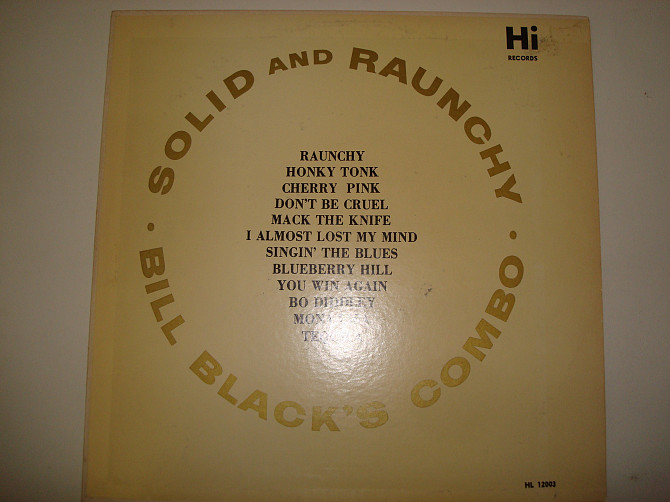 Hi
RECORDS
SOLID AND RAUNCHY
RAUNCHY
HONKY TONK
CHERRY PINK
DON'T BE CRUEL
MACK THE KNIFE
I ALMOST LOST MY MIND
SINGIN' THE BLUES
BLUEBERRY HILL
YOU WIN AGAIN
BO DIDDLEY
· BILL BLACK'S COMBO ·
HL 12003